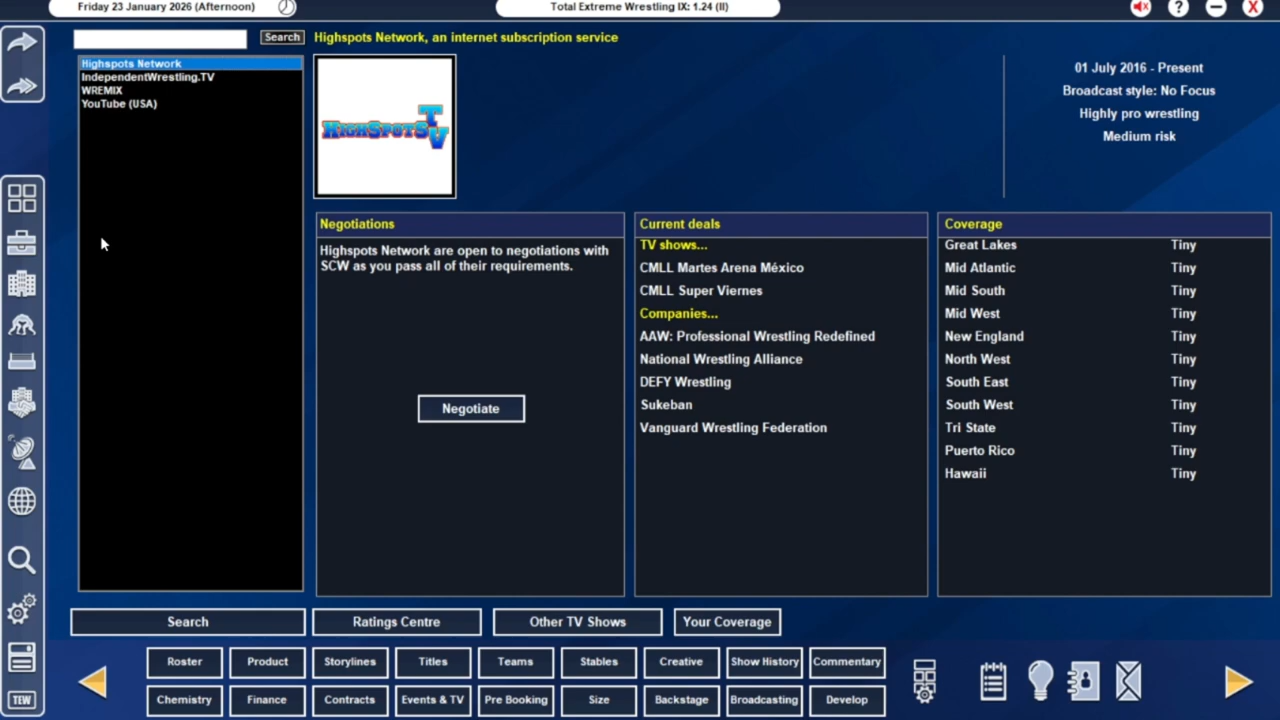 Friday 23 January 2026 (Afternoon)
Total Extreme Wrestling IX: 1.24 (II)
?
X
Search
Highspots Network, an internet subscription service
Highspots Network
IndependentWrestling.TV
WREMIX
YouTube (USA)
HIGHSPOTS TV
01 July 2016 - Present
Broadcast style: No Focus
Highly pro wrestling
Medium risk
Negotiations
Highspots Network are open to negotiations with
SCW as you pass all of their requirements.
Negotiate
Current deals
TV shows...
CMLL Martes Arena México
CMLL Super Viernes
Companies...
AAW: Professional Wrestling Redefined
National Wrestling Alliance
DEFY Wrestling
Sukeban
Vanguard Wrestling Federation
Coverage
Great Lakes Tiny
Mid Atlantic Tiny
Mid South Tiny
Mid West Tiny
New England Tiny
North West Tiny
South East Tiny
South West Tiny
Tri State Tiny
Puerto Rico Tiny
Hawaii Tiny
Search
Ratings Centre
Other TV Shows
Your Coverage
Roster
Product
Storylines
Titles
Teams
Stables
Creative
Show History
Commentary
Chemistry
Finance
Contracts
Events & TV
Pre Booking
Size
Backstage
Broadcasting
Develop
TEW